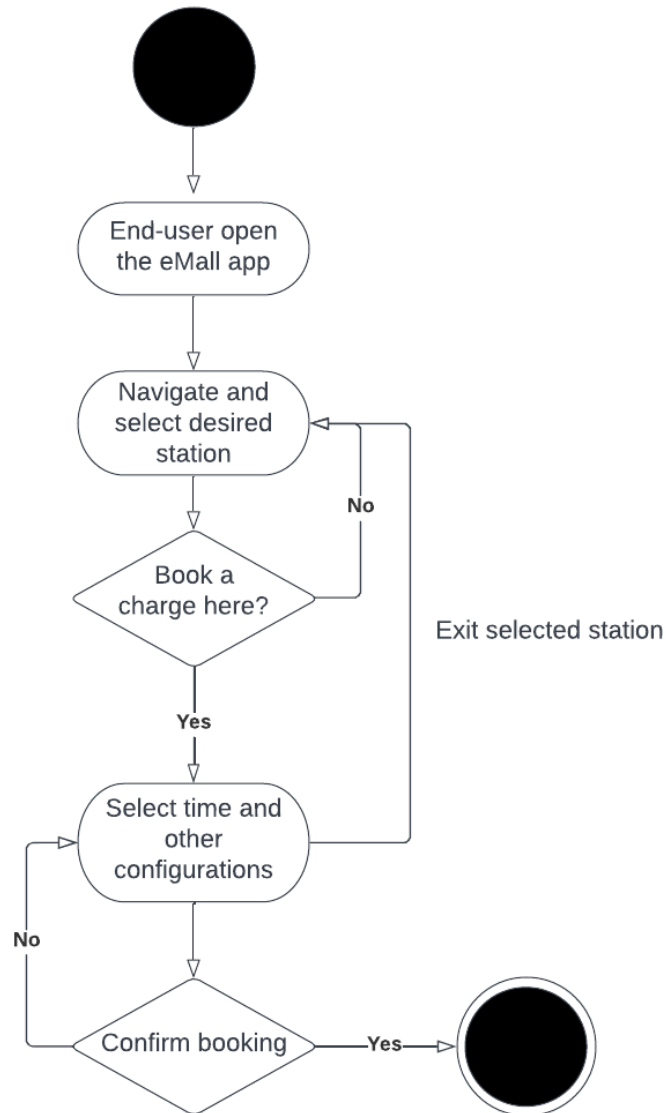 End-user open
the eMall app
Navigate and
select desired
station
No
Book a
charge here?
Exit selected station
Yes
Select time and
other
configurations
No
Confirm booking
Yes